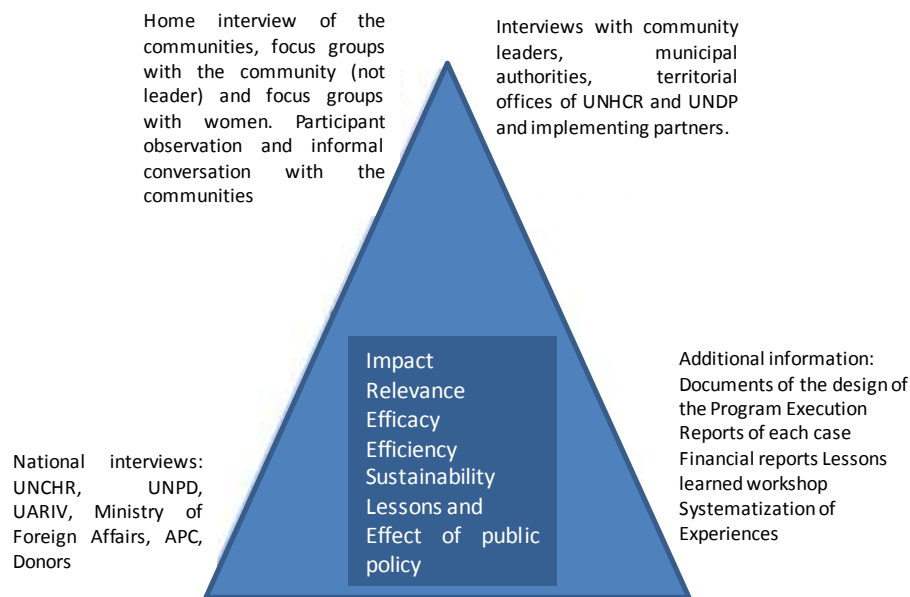 Home interview of the
communities, focus groups
with the community (not
leader) and focus groups
with women. Participant
observation and informal
conversation with the
communities
Interviews with community
leaders, municipal
authorities, territorial
offices of UNHCR and UNDP
and implementing partners.
Impact
Relevance
Efficacy
Efficiency
Sustainability
Lessons and
Effect of public
policy
National interviews:
UNCHR, UNPD,
UARIV, Ministry of
Foreign Affairs, APC,
Donors
Additional information:
Documents of the design of
the Program Execution
Reports of each case
Financial reports Lessons
learned workshop
Systematization of
Experiences